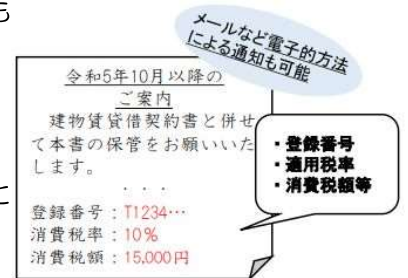 も
メールなど電子的方法
による通知も可能
令和5年10月以降の
ご案内
建物賃貸借契約書と併せ
て本書の保管をお願いいた
します。
・・・
登録番号：T1234…
消費税率：10%
消費税額：15,000円
・登録番号
・適用税率
・消費税額等
と